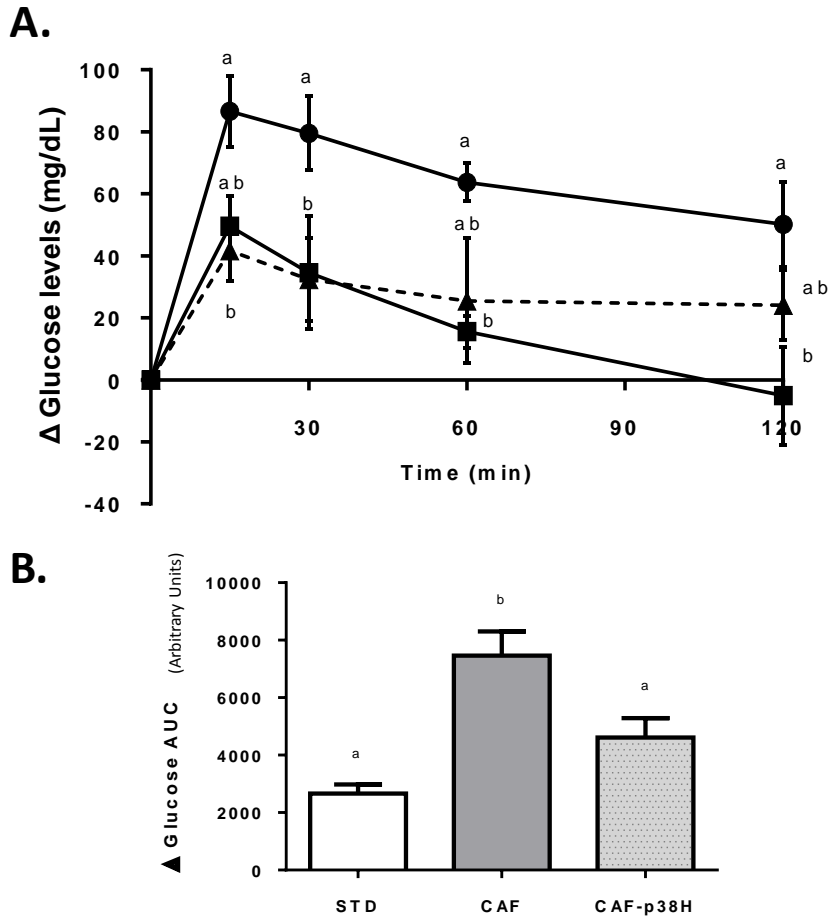 A.
Δ Glucose levels (mg/dL)
100
80
60
40
20
0
-20
-40
a
a
a
a
a b
b
a b
a b
b
b
b
30
60
90
120
Time (min)
B.
▲ Glucose AUC (Arbitrary Units)
10000
8000
6000
4000
2000
0
a
b
a
STD
CAF
CAF-p38H